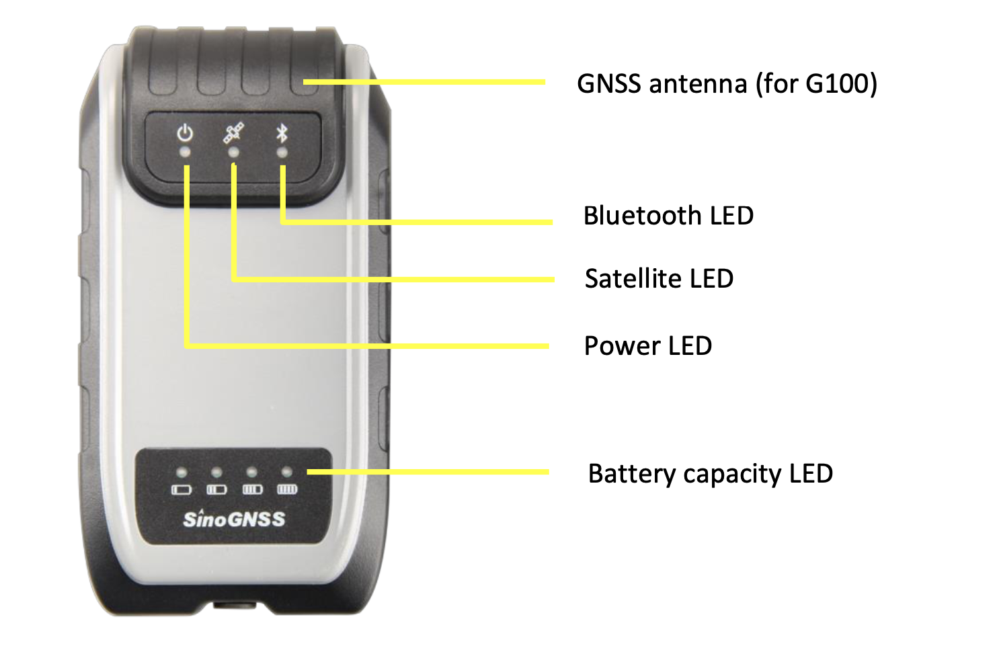 GNSS antenna (for G100)
Bluetooth LED
Satellite LED
Power LED
Battery capacity LED
SinoGNSS